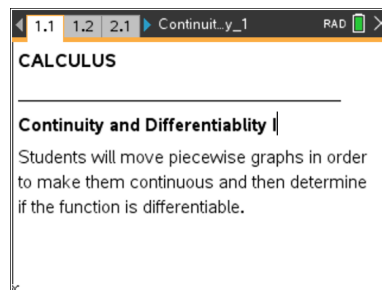 1.1 1.2 2.1 Continuit...y_1 RAD
CALCULUS
Continuity and Differentiablity I
Students will move piecewise graphs in order
to make them continuous and then determine
if the function is differentiable.